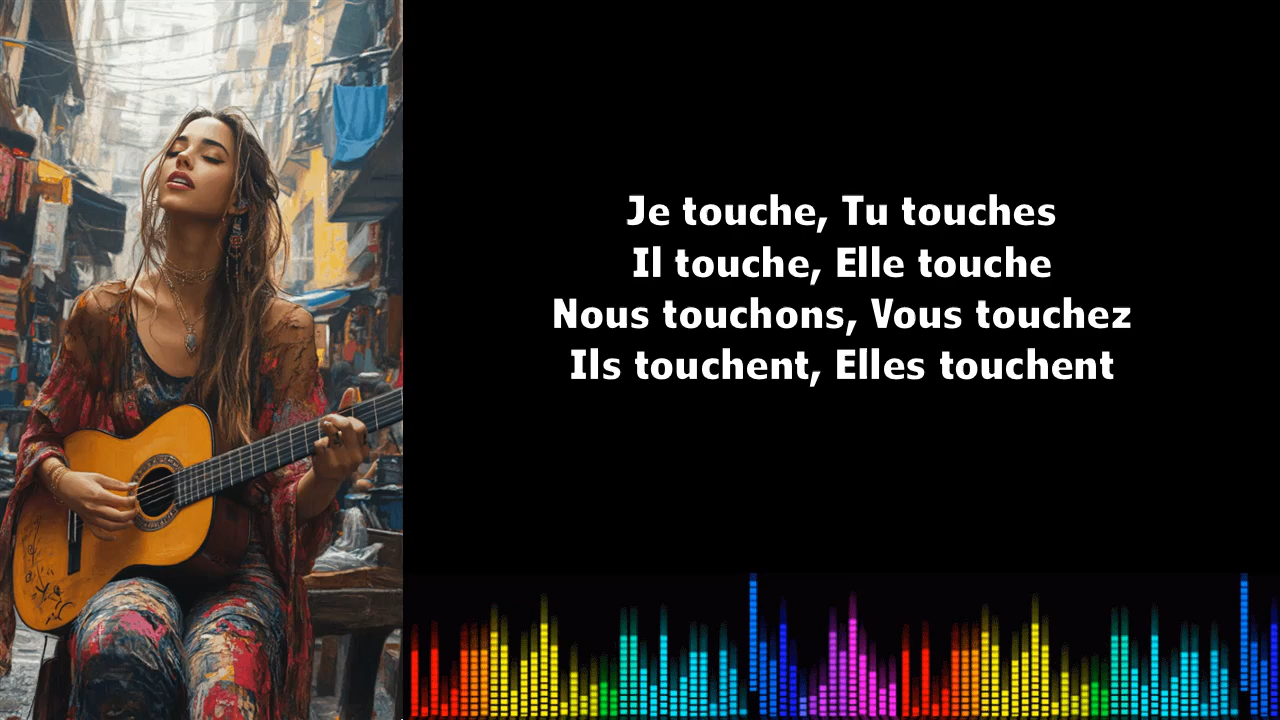 Je touche, Tu touches
Il touche, Elle touche
Nous touchons, Vous touchez
Ils touchent, Elles touchent